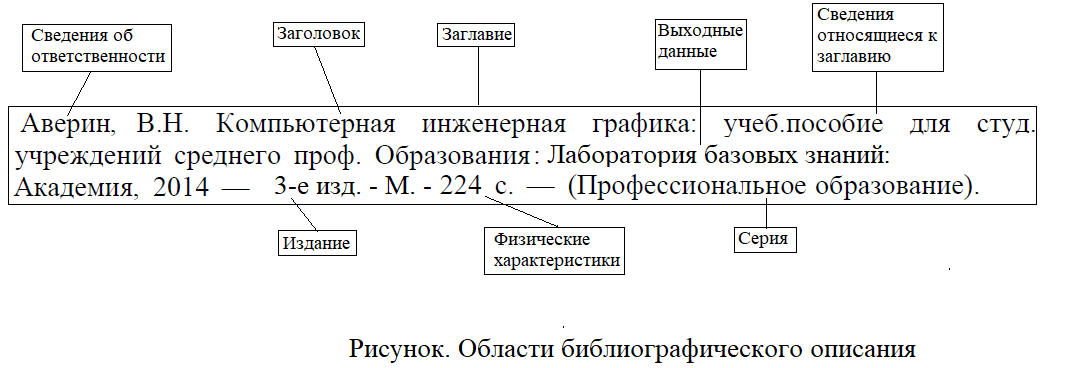 Сведения об
ответственности
Заголовок
Заглавие
Выходные
данные
Сведения
относящиеся к
заглавию
Аверин, В.Н. Компьютерная инженерная графика: учеб.пособие для студ.
учреждений среднего проф. Образования: Лаборатория базовых знаний:
Академия, 2014 — 3-е изд. - М. - 224 с. — (Профессиональное образование).
Издание
Физические
характеристики
Серия
Рисунок. Области библиографического описания